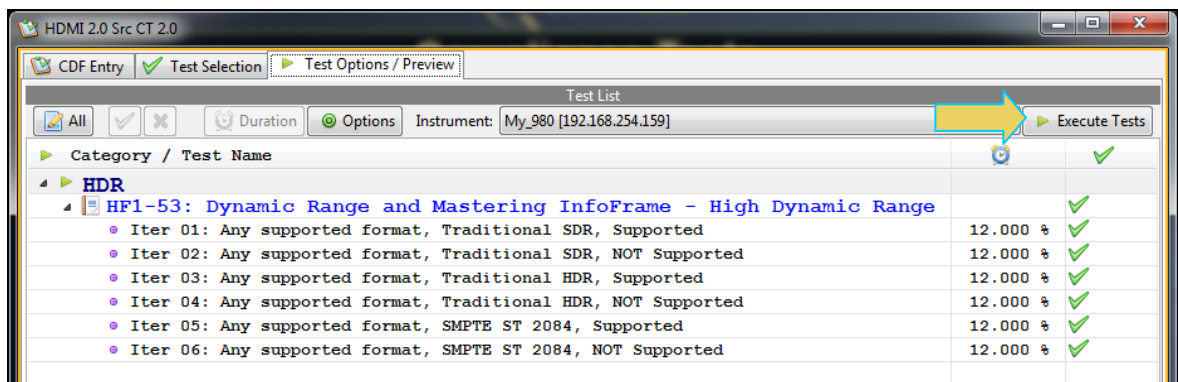 HDMI 2.0 Src CT 2.0
CDF Entry Test Selection Test Options / Preview
Test List
All Duration Options Instrument: My_980 [192.168.254.159] Execute Tests
Category / Test Name
HDR
HF1-53: Dynamic Range and Mastering InfoFrame - High Dynamic Range
Iter 01: Any supported format, Traditional SDR, Supported 12.000 %
Iter 02: Any supported format, Traditional SDR, NOT Supported 12.000 %
Iter 03: Any supported format, Traditional HDR, Supported 12.000 %
Iter 04: Any supported format, Traditional HDR, NOT Supported 12.000 %
Iter 05: Any supported format, SMPTE ST 2084, Supported 12.000 %
Iter 06: Any supported format, SMPTE ST 2084, NOT Supported 12.000 %